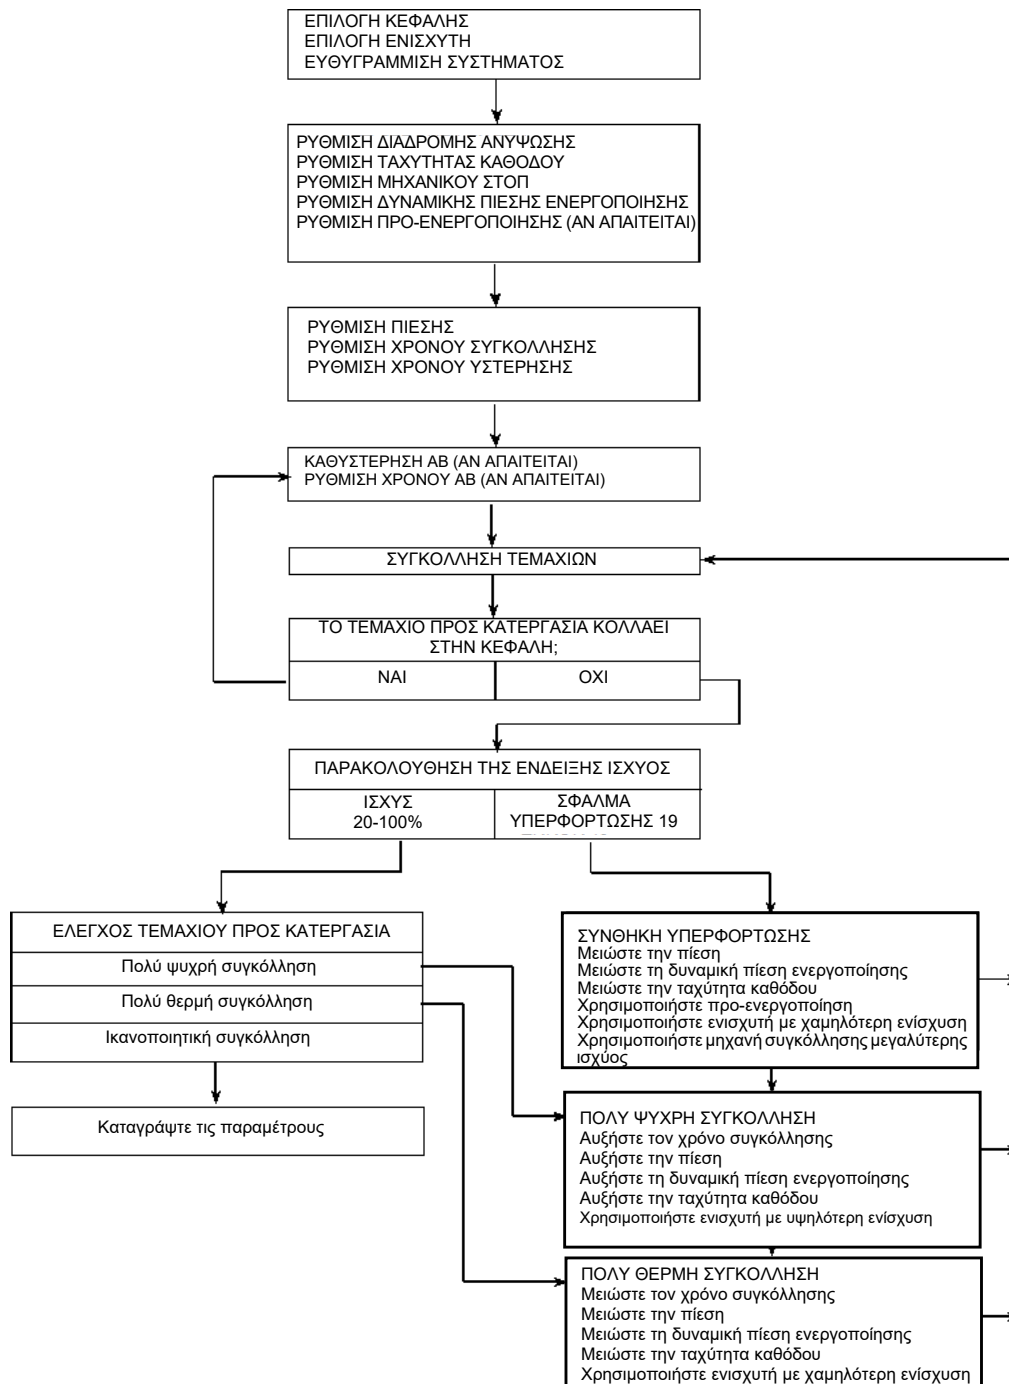 ΕΠΙΛΟΓΗ ΚΕΦΑΛΗΣ
ΕΠΙΛΟΓΗ ΕΝΙΣΧΥΤΗ
ΕΥΘΥΓΡΑΜΜΙΣΗ ΣΥΣΤΗΜΑΤΟΣ
ΡΥΘΜΙΣΗ ΔΙΑΔΡΟΜΗΣ ΑΝΥΨΩΣΗΣ
ΡΥΘΜΙΣΗ ΤΑΧΥΤΗΤΑΣ ΚΑΘΟΔΟΥ
ΡΥΘΜΙΣΗ ΜΗΧΑΝΙΚΟΥ ΣΤΟΠ
ΡΥΘΜΙΣΗ ΔΥΝΑΜΙΚΗΣ ΠΙΕΣΗΣ ΕΝΕΡΓΟΠΟΙΗΣΗΣ
ΡΥΘΜΙΣΗ ΠΡΟ-ΕΝΕΡΓΟΠΟΙΗΣΗΣ (ΑΝ ΑΠΑΙΤΕΙΤΑΙ)
ΡΥΘΜΙΣΗ ΠΙΕΣΗΣ
ΡΥΘΜΙΣΗ ΧΡΟΝΟΥ ΣΥΓΚΟΛΛΗΣΗΣ
ΡΥΘΜΙΣΗ ΧΡΟΝΟΥ ΥΣΤΕΡΗΣΗΣ
ΚΑΘΥΣΤΕΡΗΣΗ ΑΒ (ΑΝ ΑΠΑΙΤΕΙΤΑΙ)
ΡΥΘΜΙΣΗ ΧΡΟΝΟΥ ΑΒ (ΑΝ ΑΠΑΙΤΕΙΤΑΙ)
ΣΥΓΚΟΛΛΗΣΗ ΤΕΜΑΧΙΩΝ
ΤΟ ΤΕΜΑΧΙΟ ΠΡΟΣ ΚΑΤΕΡΓΑΣΙΑ ΚΟΛΛΑΕΙ
ΣΤΗΝ ΚΕΦΑΛΗ;
ΝΑΙ
ΟΧΙ
ΠΑΡΑΚΟΛΟΥΘΗΣΗ ΤΗΣ ΕΝΔΕΙΞΗΣ ΙΣΧΥΟΣ
ΙΣΧΥΣ
20-100%
ΣΦΑΛΜΑ
ΥΠΕΡΦΟΡΤΩΣΗΣ 19
ΕΛΕΓΧΟΣ ΤΕΜΑΧΙΟΥ ΠΡΟΣ ΚΑΤΕΡΓΑΣΙΑ
Πολύ ψυχρή συγκόλληση
Πολύ θερμή συγκόλληση
Ικανοποιητική συγκόλληση
Καταγράψτε τις παραμέτρους
ΣΥΝΘΗΚΗ ΥΠΕΡΦΟΡΤΩΣΗΣ
Μειώστε την πίεση
Μειώστε τη δυναμική πίεση ενεργοποίησης
Μειώστε την ταχύτητα καθόδου
Χρησιμοποιήστε προ-ενεργοποίηση
Χρησιμοποιήστε ενισχυτή με χαμηλότερη ενίσχυση
Χρησιμοποιήστε μηχανή συγκόλλησης μεγαλύτερης
ισχύος
ΠΟΛΥ ΨΥΧΡΗ ΣΥΓΚΟΛΛΗΣΗ
Αυξήστε τον χρόνο συγκόλλησης
Αυξήστε την πίεση
Αυξήστε τη δυναμική πίεση ενεργοποίησης
Αυξήστε την ταχύτητα καθόδου
Χρησιμοποιήστε ενισχυτή με υψηλότερη ενίσχυση
ΠΟΛΥ ΘΕΡΜΗ ΣΥΓΚΟΛΛΗΣΗ
Μειώστε τον χρόνο συγκόλλησης
Μειώστε την πίεση
Μειώστε τη δυναμική πίεση ενεργοποίησης
Μειώστε την ταχύτητα καθόδου
Χρησιμοποιήστε ενισχυτή με χαμηλότερη ενίσχυση